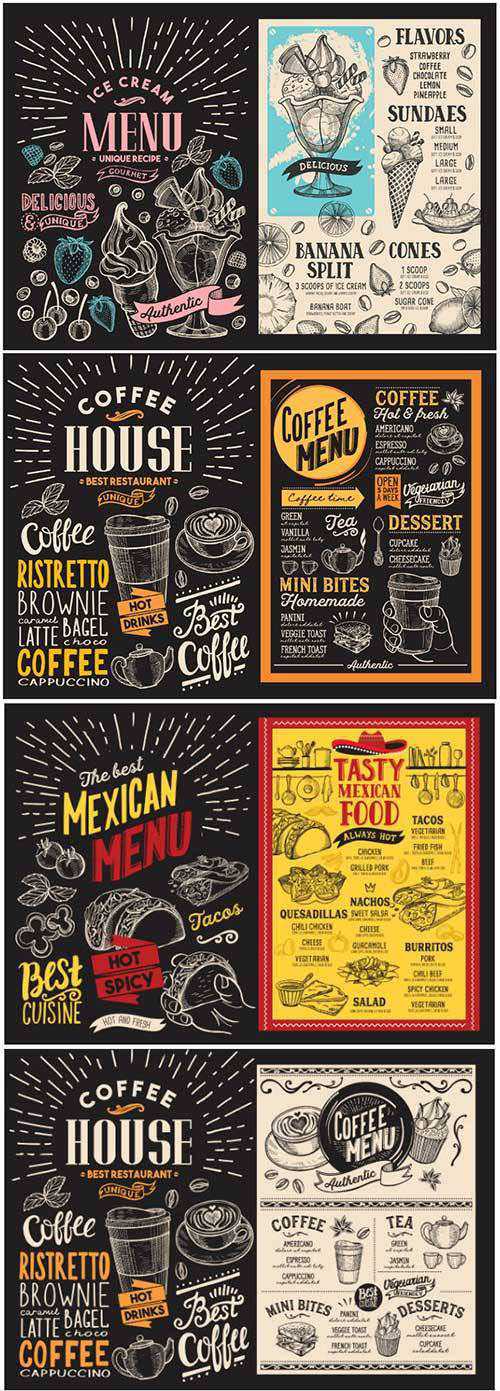 ICE CREAM
MENU
UNIQUE RECIPE
GOURMET
DELICIOUS
& UNIQUE
Authentic
DELICIOUS
FLAVORS
STRAWBERRY
COFFEE
CHOCOLATE
LEMON
PINEAPPLE
SUNDAES
SMALL
MEDIUM
LARGE
LARGE
BANANA
SPLIT
3 SCOOPS OF ICE CREAM
BANANA BOAT
CONES
1 SCOOP
2 SCOOPS
SUGAR CONE
COFFEE
HOUSE
BEST RESTAURANT
UNIQUE
Coffee
RISTRETTO
BROWNIE
caramel
LATTE BAGEL
choco
COFFEE
CAPPUCCINO
HOT
DRINKS
Best
Coffee
COFFEE
MENU
Coffee time
GREEN
VANILLA
JASMIN
Tea
MINI BITES
Homemade
PANINI
VEGGIE TOAST
FRENCH TOAST
COFFEE
Hot & fresh
AMERICANO
ESPRESSO
CAPPUCCINO
OPEN
5 DAYS
A WEEK
Vegetarian
FRIENDLY
DESSERT
CUPCAKE
CHEESECAKE
Authentic
The best
MEXICAN
MENU
Tacos
HOT
SPICY
Best
CUISINE
HOT AND FRESH
TASTY
MEXICAN
FOOD
ALWAYS HOT
CHICKEN
GRILLED PORK
TACOS
VEGETARIAN
FRIED FISH
BEEF
NACHOS
SWEET SALSA
CHEESE
GUACAMOLE
QUESADILLAS
CHILI CHICKEN
CHEESE
VEGETARIAN
BURRITOS
PORK
CHILI BEEF
SPICY CHICKEN
VEGETARIAN
SALAD
COFFEE
HOUSE
BEST RESTAURANT
UNIQUE
Coffee
RISTRETTO
BROWNIE
caramel
LATTE BAGEL
choco
COFFEE
CAPPUCCINO
HOT
DRINKS
Best
Coffee
COFFEE
MENU
Authentic
COFFEE
AMERICANO
ESPRESSO
CAPPUCCINO
TEA
GREEN
JASMIN
BEST
CUISINE
Vegetarian
FRIENDLY
MINI BITES
PANINI
VEGGIE TOAST
FRENCH TOAST
DESSERTS
CHEESECAKE
CUPCAKE